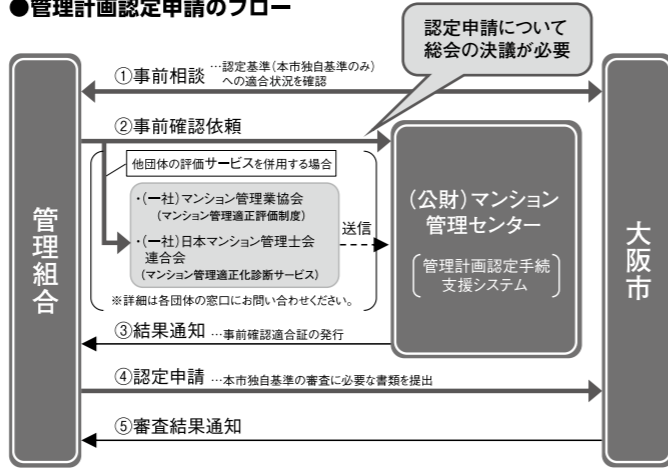 ●管理計画認定申請のフロー
認定申請について
総会の決議が必要
①事前相談 …認定基準（本市独自基準のみ）
への適合状況を確認
②事前確認依頼
他団体の評価サービスを併用する場合
・（一社）マンション管理業協会
（マンション管理適正評価制度）
・（一社）日本マンション管理士会
連合会
（マンション管理適正化診断サービス）
送信
※詳細は各団体の窓口にお問い合わせください。
（公財）マンション
管理センター
管理計画認定手続
支援システム
管理組合
大阪市
③結果通知 …事前確認適合証の発行
④認定申請 …本市独自基準の審査に必要な書類を提出
⑤審査結果通知